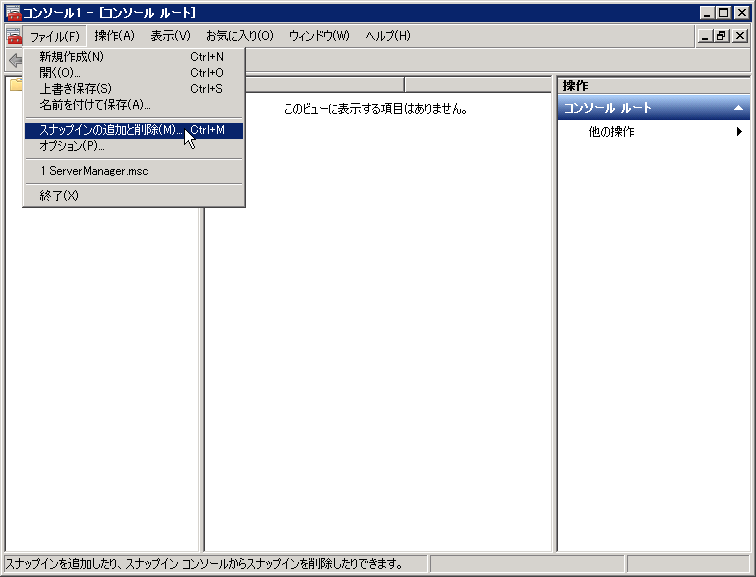 コンソール1 - [コンソール ルート]
ファイル(F) 操作(A) 表示(V) お気に入り(O) ウィンドウ(W) ヘルプ(H)
新規作成(N) Ctrl+N
開く(O)... Ctrl+O
上書き保存(S) Ctrl+S
名前を付けて保存(A)...
スナップインの追加と削除(M)... Ctrl+M
オプション(P)...
1 ServerManager.msc
終了(X)
このビューに表示する項目はありません。
操作
コンソール ルート
他の操作
スナップインを追加したり、スナップイン コンソールからスナップインを削除したりできます。